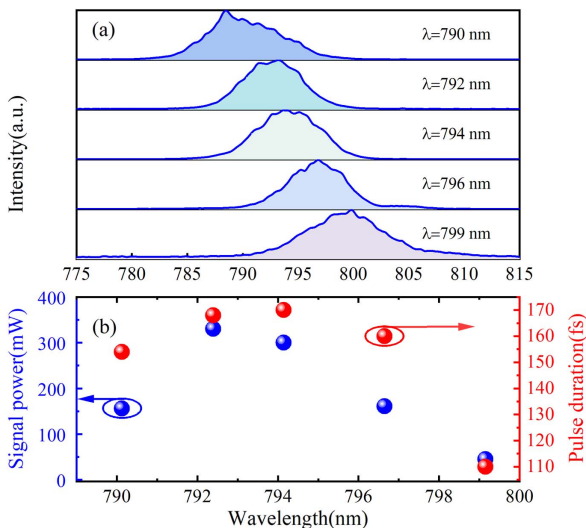 (a)
λ=790 nm
λ=792 nm
λ=794 nm
λ=796 nm
λ=799 nm
Intensity(a.u.)
775 780 785 790 795 800 805 810 815
(b)
400
300
200
100
0
Signal power(mW)
170
160
150
140
130
120
110
Pulse duration(fs)
790 792 794 796 798 800
Wavelength(nm)